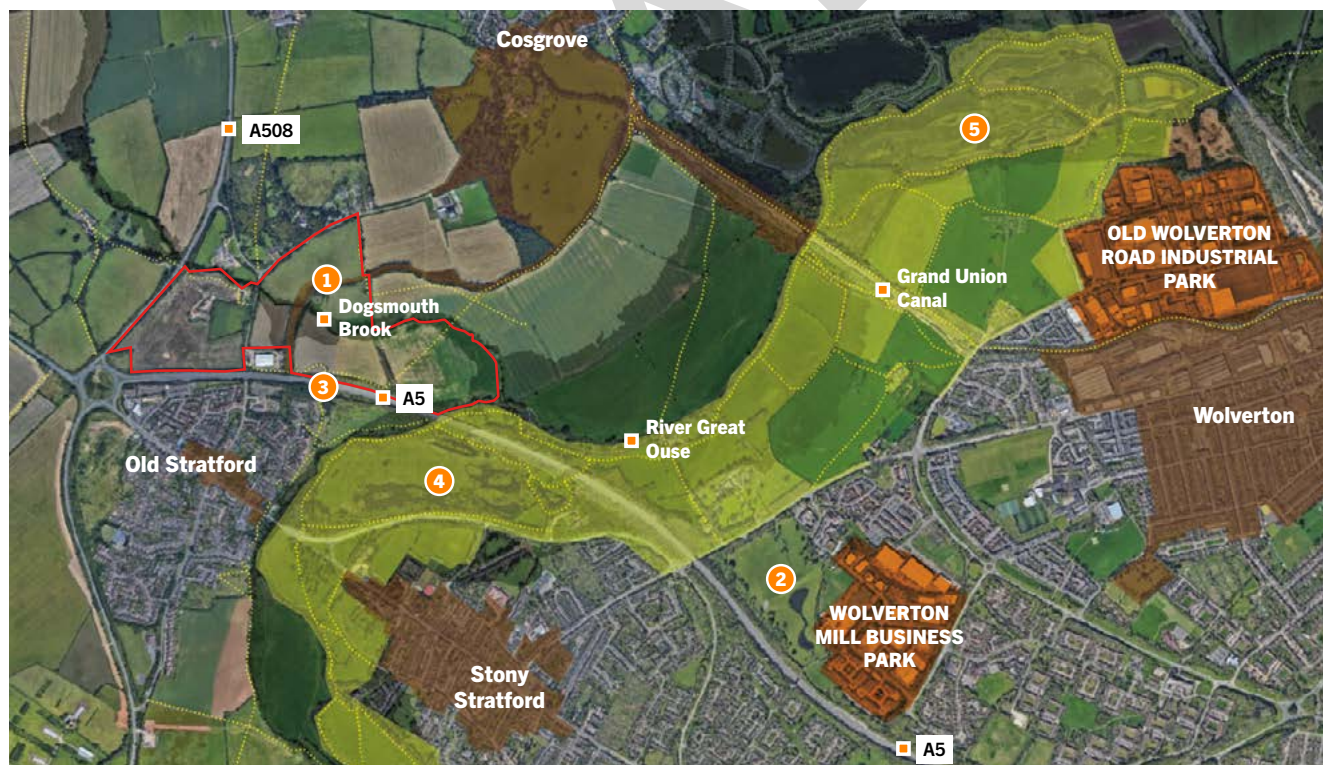 Cosgrove
A508
5
OLD WOLVERTON
ROAD INDUSTRIAL
PARK
1
Grand Union
Canal
Dogsmouth
Brook
3
A5
Wolverton
River Great
Ouse
Old Stratford
4
2
WOLVERTON
MILL BUSINESS
PARK
Stony
Stratford
A5